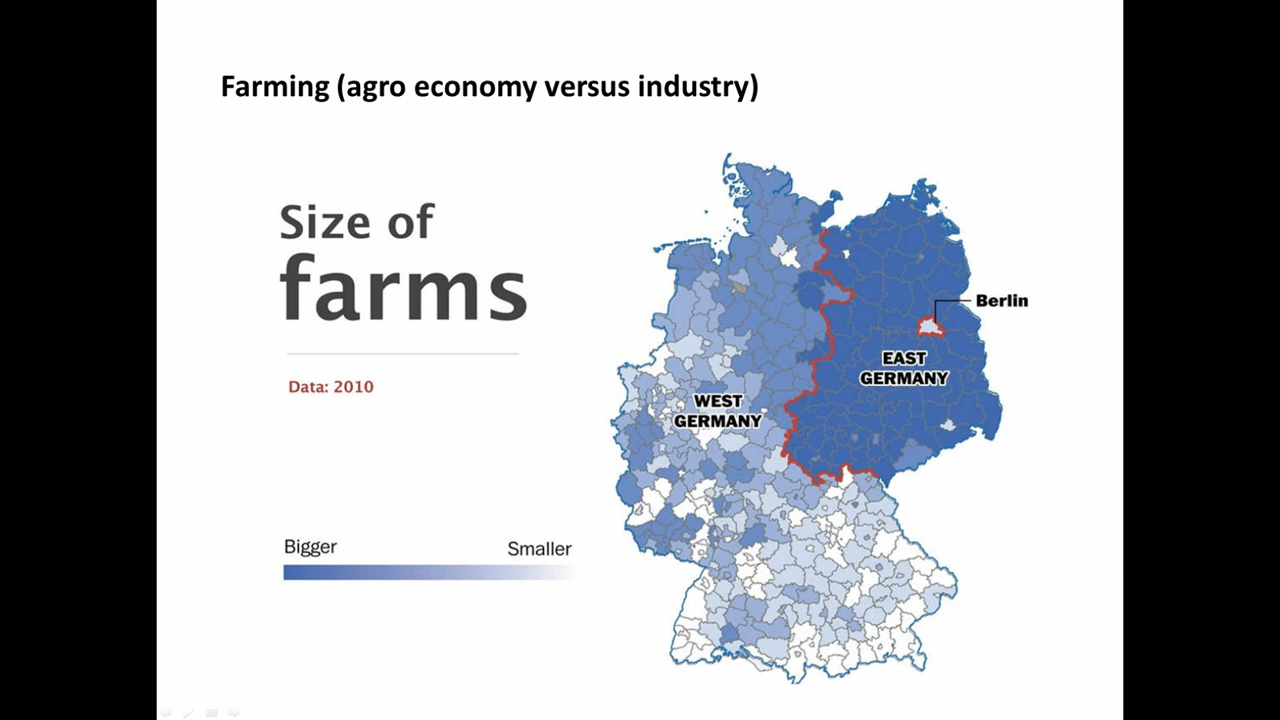 Farming (agro economy versus industry)
Size of
farms
Data: 2010
Berlin
EAST
GERMANY
WEST
GERMANY
Bigger
Smaller